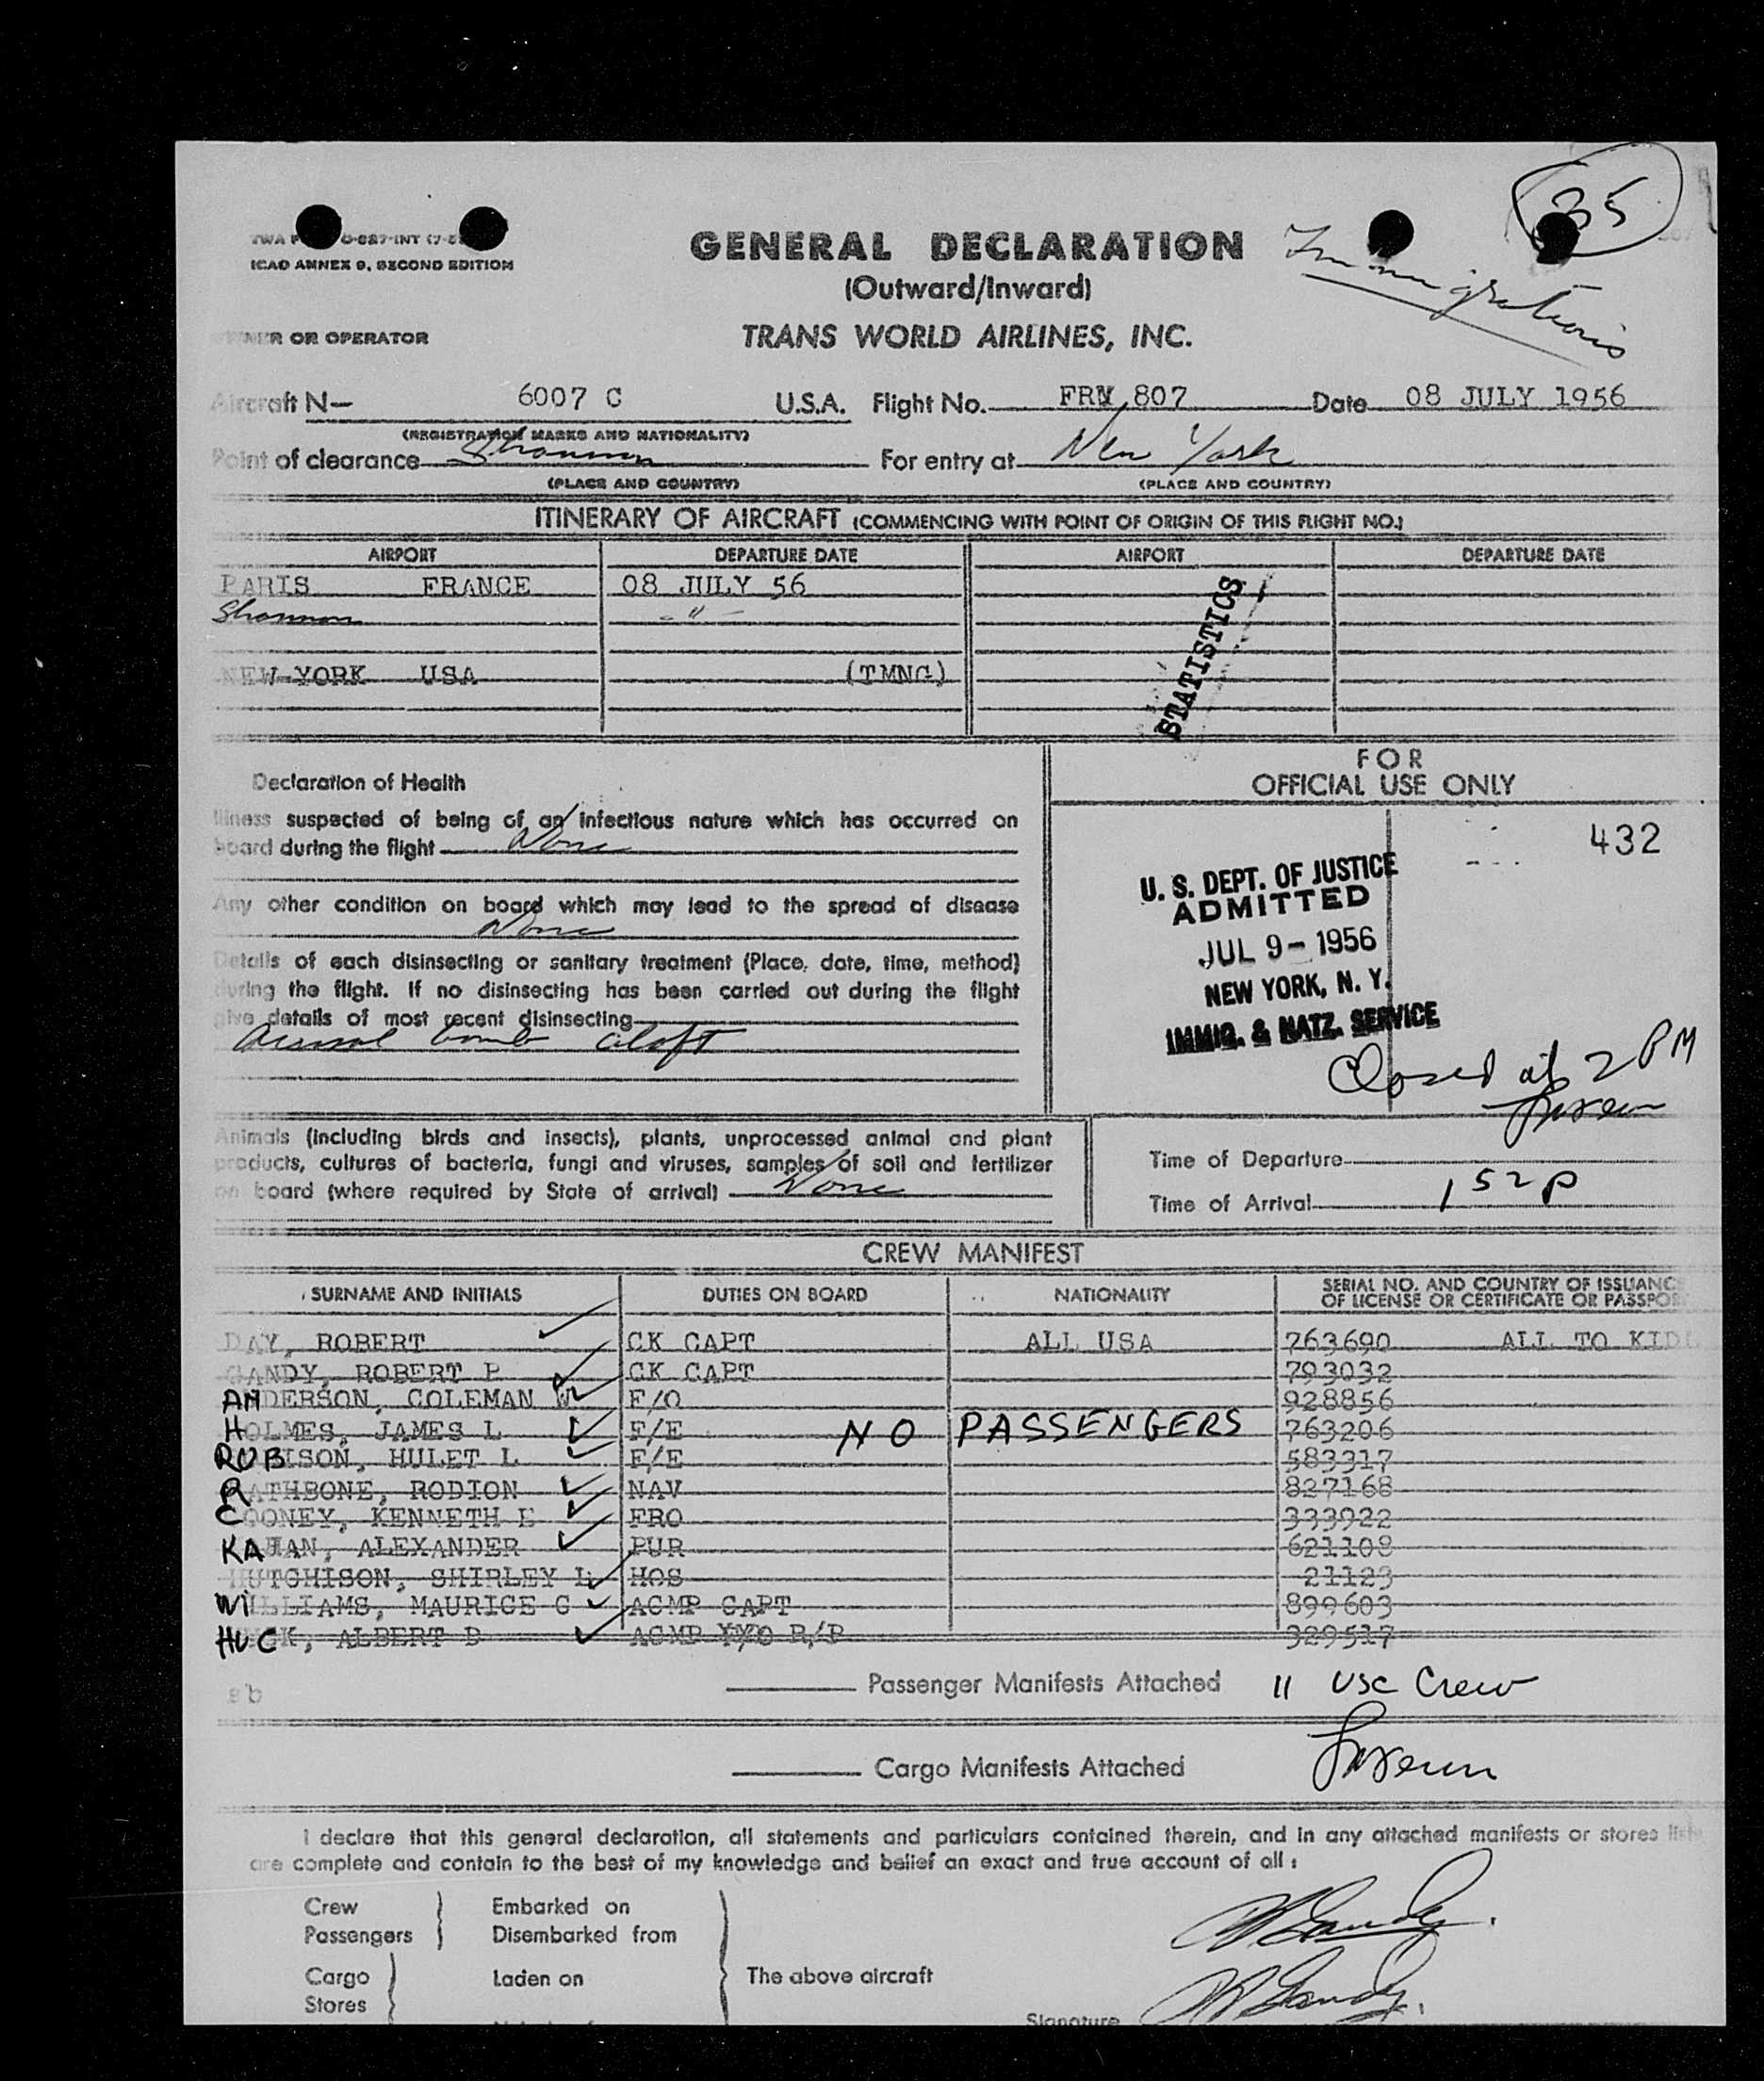 35
GENERAL DECLARATION
Immigrations
ICAO ANNEX 9, SECOND EDITION
(Outward/Inward)
OR OPERATOR
TRANS WORLD AIRLINES, INC.
Aircraft N— 6007 C U.S.A. Flight No. FRM 807 Date 08 JULY 1956
(REGISTRATION MARKS AND NATIONALITY)
Point of clearance Shannon For entry at New York
(PLACE AND COUNTRY) (PLACE AND COUNTRY)
ITINERARY OF AIRCRAFT (COMMENCING WITH POINT OF ORIGIN OF THIS FLIGHT NO.)
AIRPORT DEPARTURE DATE AIRPORT DEPARTURE DATE
PARIS FRANCE 08 JULY 56
Shannon - " -
NEW YORK USA (TMNG)
STATISTICS
Declaration of Health
FOR
OFFICIAL USE ONLY
Illness suspected of being of an infectious nature which has occurred on
board during the flight None
432
Any other condition on board which may lead to the spread of disease
None
U. S. DEPT. OF JUSTICE
ADMITTED
JUL 9 - 1956
NEW YORK, N. Y.
IMMIG. & NATZ. SERVICE
Details of each disinsecting or sanitary treatment (Place, date, time, method)
during the flight. If no disinsecting has been carried out during the flight
give details of most recent disinsecting
Aerosol bomb aloft
Closed at 2 PM
Animals (including birds and insects), plants, unprocessed animal and plant
products, cultures of bacteria, fungi and viruses, samples of soil and fertilizer
on board (where required by State of arrival) None
Time of Departure
Time of Arrival 152 P
CREW MANIFEST
SURNAME AND INITIALS DUTIES ON BOARD NATIONALITY SERIAL NO. AND COUNTRY OF ISSUANC
OF LICENSE OR CERTIFICATE OR PASSPO
DAY, ROBERT CK CAPT ALL USA 763690 ALL TO KIDL
GANDY, ROBERT P CK CAPT 793032
ANDERSON, COLEMAN W F/O 928856
HOLMES, JAMES L F/E 763206
NO PASSENGERS
ROBISON, HULET L F/E 583317
RATHBONE, RODION NAV 827168
COONEY, KENNETH E FRO 333922
KAHAN, ALEXANDER PUR 621108
HUTCHISON, SHIRLEY L HOS 21123
WILLIAMS, MAURICE G ACMP CAPT 899603
HUCK, ALBERT D ACMP R/P 329517
eb
Passenger Manifests Attached 11 USC Crew
Cargo Manifests Attached
I declare that this general declaration, all statements and particulars contained therein, and in any attached manifests or stores
are complete and contain to the best of my knowledge and belief an exact and true account of all :
Crew Embarked on
Passengers Disembarked from
Cargo Laden on The above aircraft
Stores
Signature